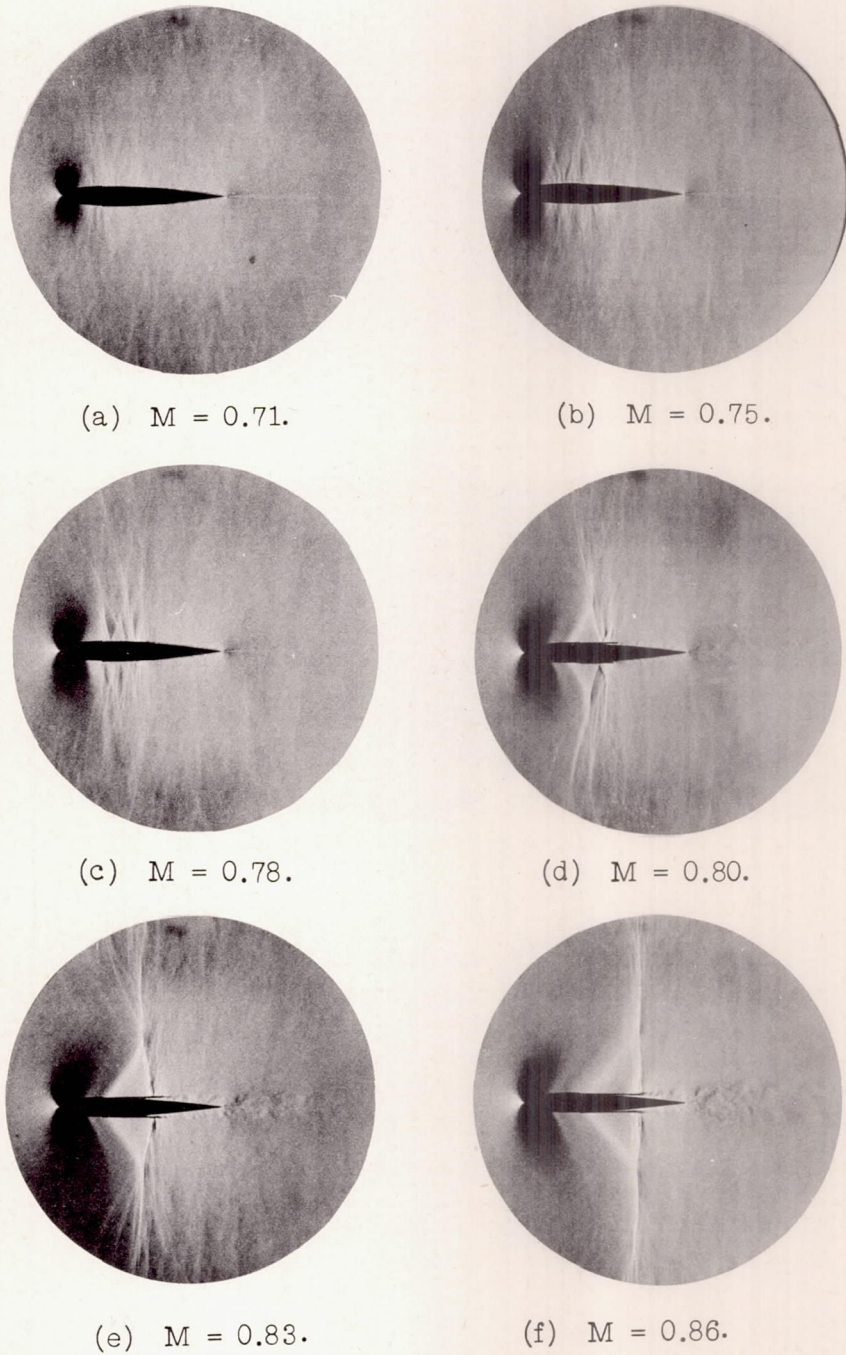 (a) M = 0.71.
(b) M = 0.75.
(c) M = 0.78.
(d) M = 0.80.
(e) M = 0.83.
(f) M = 0.86.